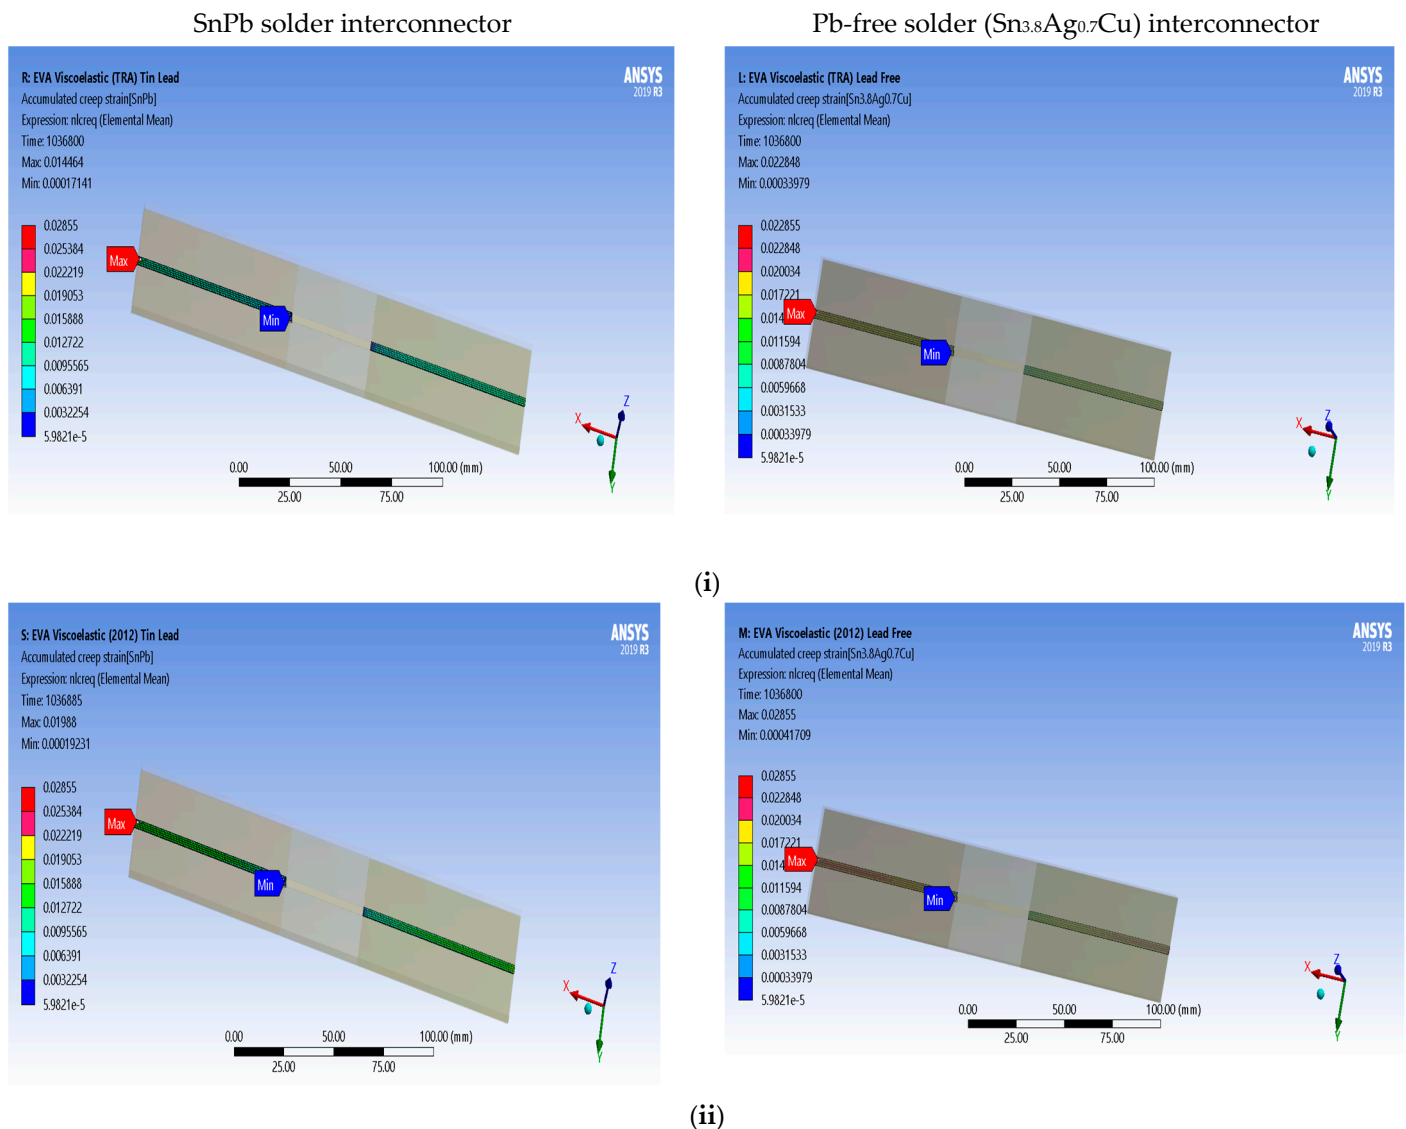 SnPb solder interconnector
Pb-free solder (Sn3.8Ag0.7Cu) interconnector
R: EVA Viscoelastic (TRA) Tin Lead
Accumulated creep strain[SnPb]
Expression: nlcreq (Elemental Mean)
Time: 1036800
Max: 0.014464
Min: 0.00017141
ANSYS
2019 R3
0.02855
0.025384
0.022219
0.019053
0.015888
0.012722
0.0095565
0.006391
0.0032254
5.9821e-5
Max
Min
X
Z
Y
0.00 50.00 100.00 (mm)
25.00 75.00
L: EVA Viscoelastic (TRA) Lead Free
Accumulated creep strain[Sn3.8Ag0.7Cu]
Expression: nlcreq (Elemental Mean)
Time: 1036800
Max: 0.022848
Min: 0.00033979
ANSYS
2019 R3
0.022855
0.022848
0.020034
0.017221
0.011594
0.0087804
0.0059668
0.0031533
0.00033979
5.9821e-5
Max
Min
X
Z
Y
0.00 50.00 100.00 (mm)
25.00 75.00
(i)
S: EVA Viscoelastic (2012) Tin Lead
Accumulated creep strain[SnPb]
Expression: nlcreq (Elemental Mean)
Time: 1036885
Max: 0.01988
Min: 0.00019231
ANSYS
2019 R3
0.02855
0.025384
0.022219
0.019053
0.015888
0.012722
0.0095565
0.006391
0.0032254
5.9821e-5
Max
Min
X
Z
Y
0.00 50.00 100.00 (mm)
25.00 75.00
M: EVA Viscoelastic (2012) Lead Free
Accumulated creep strain[Sn3.8Ag0.7Cu]
Expression: nlcreq (Elemental Mean)
Time: 1036800
Max: 0.02855
Min: 0.00041709
ANSYS
2019 R3
0.02855
0.022848
0.020034
0.017221
0.011594
0.0087804
0.0059668
0.0031533
0.00033979
5.9821e-5
Max
Min
X
Z
Y
0.00 50.00 100.00 (mm)
25.00 75.00
(ii)